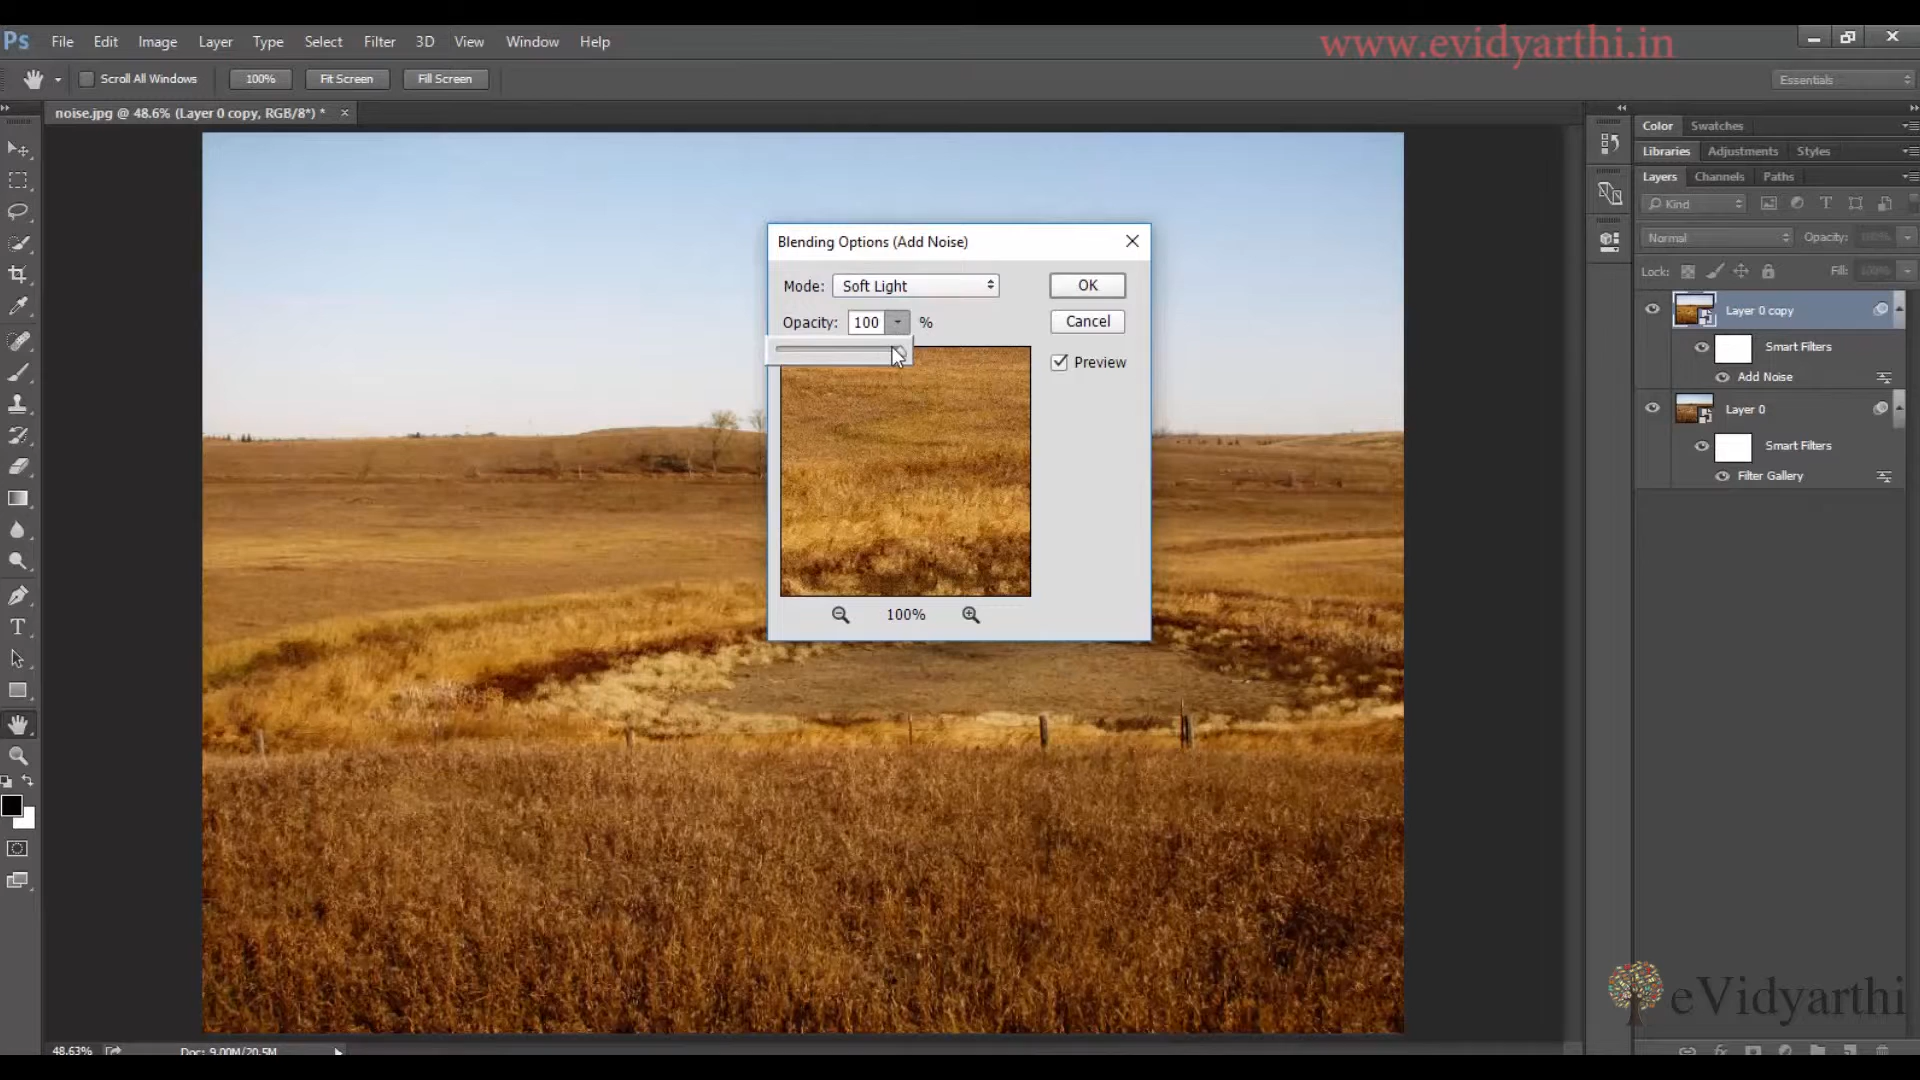 www.evidyarthi.in
Ps File Edit Image Layer Type Select Filter 3D View Window Help
Scroll All Windows 100% Fit Screen Fill Screen Essentials
noise.jpg @ 48.6% (Layer 0 copy, RGB/8*) *
Color Swatches
Libraries Adjustments Styles
Layers Channels Paths
Kind
Normal Opacity: 100%
Lock: Fill: 100%
Layer 0 copy
Smart Filters
Add Noise
Layer 0
Smart Filters
Filter Gallery
Blending Options (Add Noise)
Mode: Soft Light OK
Opacity: 100 % Cancel
Preview
100%
eVidyarthi
48.63% Doc: 9.00M/20.5M